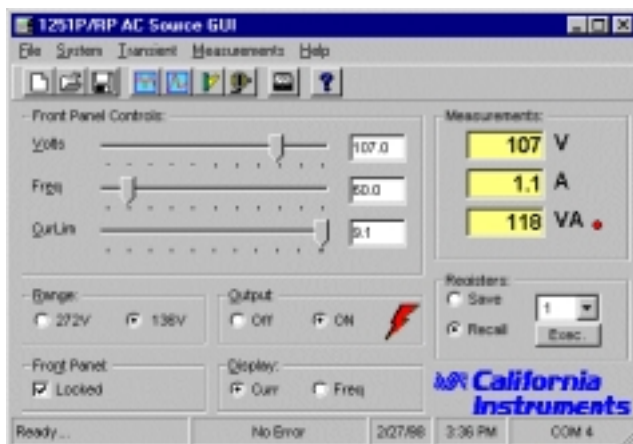 1251P/RP AC Source GUI
File System Transient Measurements Help
Front Panel Controls:
Volts 107.0
Freq 60.0
CurLim 9.1
Measurements:
107 V
1.1 A
118 VA
Range:
272V 136V
Output:
Off ON
Registers:
Save
Recall
1
Exec.
Front Panel:
Locked
Display:
Curr Freq
California
Instruments
Ready... No Error 2/27/98 3:36 PM COM 4